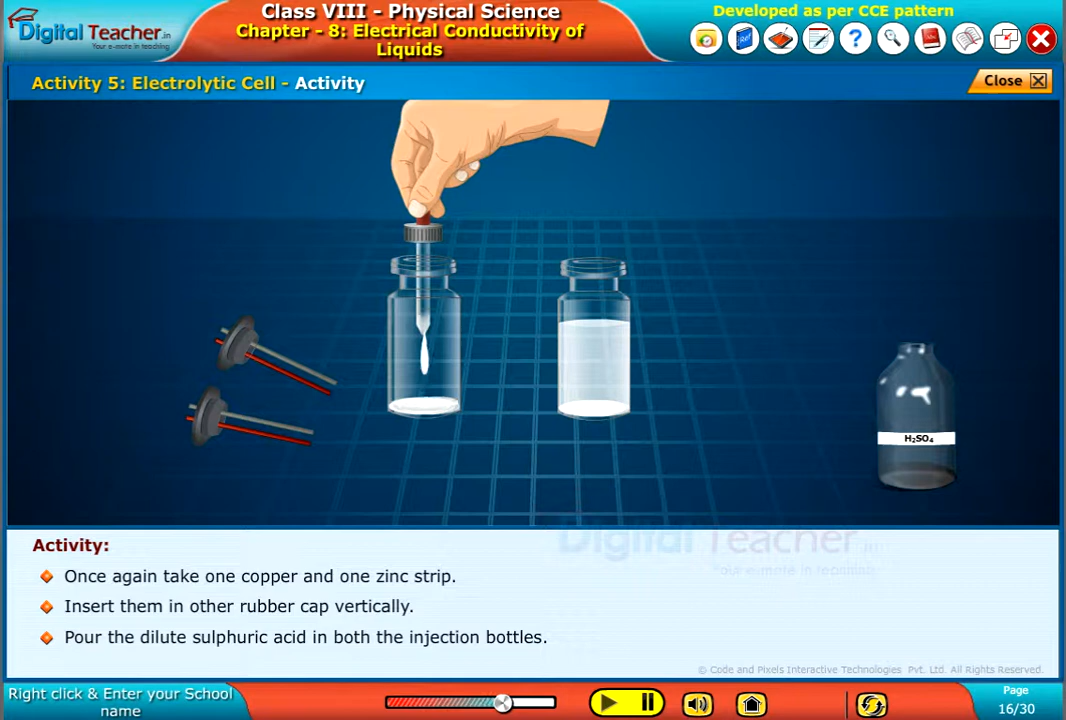 Digital Teacher.in
Your e-mate in teaching
Class VIII - Physical Science
Chapter - 8: Electrical Conductivity of
Liquids
Developed as per CCE pattern
Activity 5: Electrolytic Cell - Activity
Close
H₂SO₄
Digital Teacher.in
Your e-mate in teaching
Activity:
Once again take one copper and one zinc strip.
Insert them in other rubber cap vertically.
Pour the dilute sulphuric acid in both the injection bottles.
© Code and Pixels Interactive Technologies Pvt. Ltd. All Rights Reserved.
Right click & Enter your School
name
Page
16/30